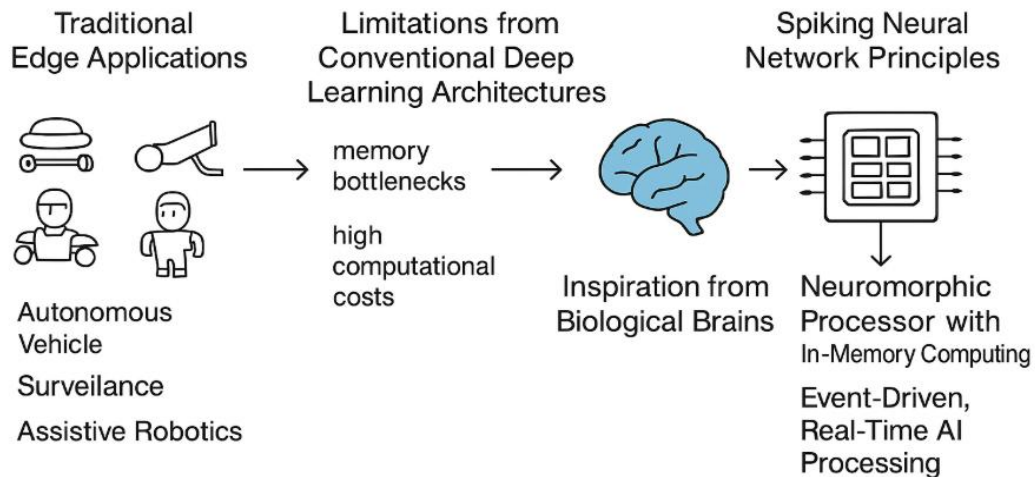 Traditional
Edge Applications
Autonomous
Vehicle
Surveilance
Assistive Robotics
Limitations from
Conventional Deep
Learning Architectures
memory
bottlenecks
high
computational
costs
Inspiration from
Biological Brains
Spiking Neural
Network Principles
Neuromorphic
Processor with
In-Memory Computing
Event-Driven,
Real-Time AI
Processing